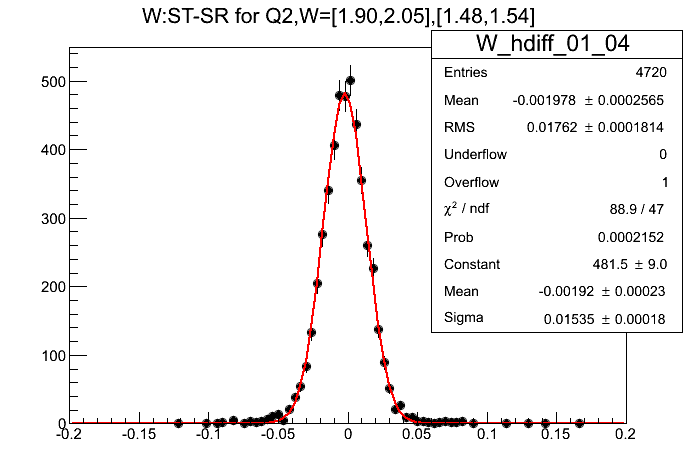 W:ST-SR for Q2,W=[1.90,2.05],[1.48,1.54]
W_hdiff_01_04
Entries 4720
Mean -0.001978 ± 0.0002565
RMS 0.01762 ± 0.0001814
Underflow 0
Overflow 1
χ² / ndf 88.9 / 47
Prob 0.0002152
Constant 481.5 ± 9.0
Mean -0.00192 ± 0.00023
Sigma 0.01535 ± 0.00018
500
400
300
200
100
0
-0.2 -0.15 -0.1 -0.05 0 0.05 0.1 0.15 0.2